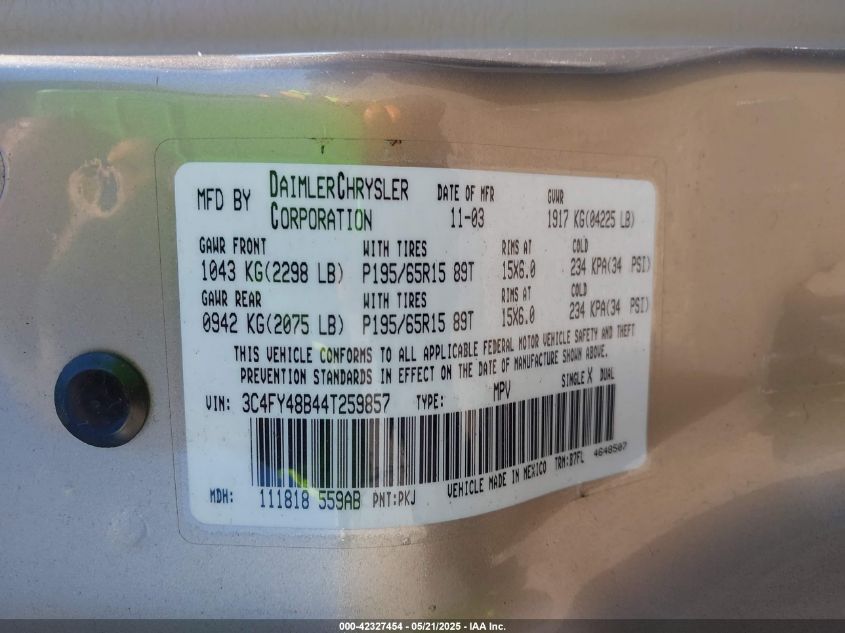 MFD BY DAIMLERCHRYSLER CORPORATION DATE OF MFR 11-03 GVWR 1917 KG(04225 LB)
GAWR FRONT WITH TIRES RIMS AT COLD
1043 KG(2298 LB) P195/65R15 89T 15X6.0 234 KPA(34 PSI)
GAWR REAR WITH TIRES RIMS AT COLD
0942 KG(2075 LB) P195/65R15 89T 15X6.0 234 KPA(34 PSI)
THIS VEHICLE CONFORMS TO ALL APPLICABLE FEDERAL MOTOR VEHICLE SAFETY AND THEFT
PREVENTION STANDARDS IN EFFECT ON THE DATE OF MANUFACTURE SHOWN ABOVE.
VIN: 3C4FY48B44T259857 TYPE: MPV SINGLE X DUAL
MDH: 111818 559AB PNT:PKJ VEHICLE MADE IN MEXICO TRM:B7FL 4648507
000-42327454 - 05/21/2025 - IAA Inc.